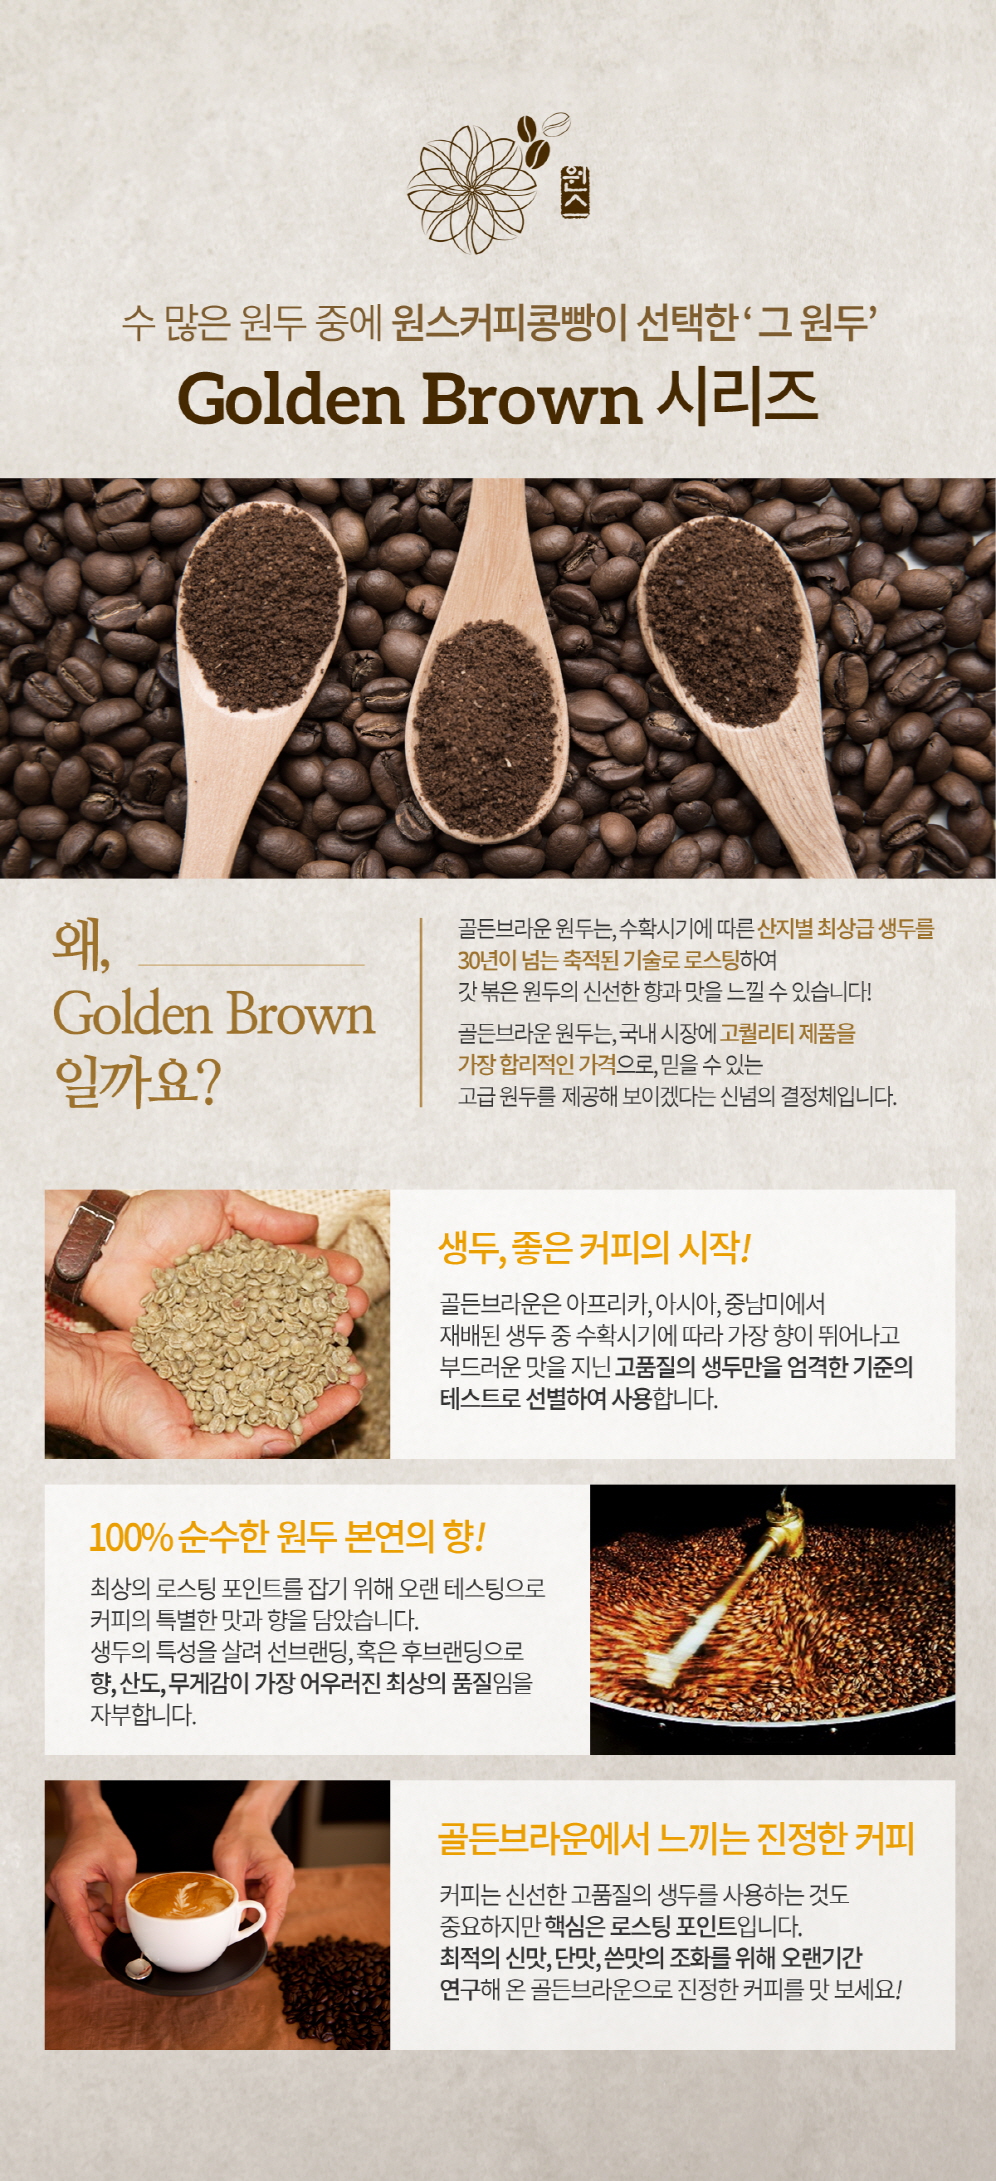 원스
수 많은 원두 중에 원스커피콩빵이 선택한 ‘ 그 원두’
Golden Brown 시리즈
왜,
Golden Brown
일까요?
골든브라운 원두는, 수확시기에 따른 산지별 최상급 생두를
30년이 넘는 축적된 기술로 로스팅하여
갓 볶은 원두의 신선한 향과 맛을 느낄 수 있습니다!
골든브라운 원두는, 국내 시장에 고퀄리티 제품을
가장 합리적인 가격으로, 믿을 수 있는
고급 원두를 제공해 보이겠다는 신념의 결정체입니다.
생두, 좋은 커피의 시작!
골든브라운은 아프리카, 아시아, 중남미에서
재배된 생두 중 수확시기에 따라 가장 향이 뛰어나고
부드러운 맛을 지닌 고품질의 생두만을 엄격한 기준의
테스트로 선별하여 사용합니다.
100% 순수한 원두 본연의 향!
최상의 로스팅 포인트를 잡기 위해 오랜 테스팅으로
커피의 특별한 맛과 향을 담았습니다.
생두의 특성을 살려 선브랜딩, 혹은 후브랜딩으로
향, 산도, 무게감이 가장 어우러진 최상의 품질임을
자부합니다.
골든브라운에서 느끼는 진정한 커피
커피는 신선한 고품질의 생두를 사용하는 것도
중요하지만 핵심은 로스팅 포인트입니다.
최적의 신맛, 단맛, 쓴맛의 조화를 위해 오랜기간
연구해 온 골든브라운으로 진정한 커피를 맛 보세요!